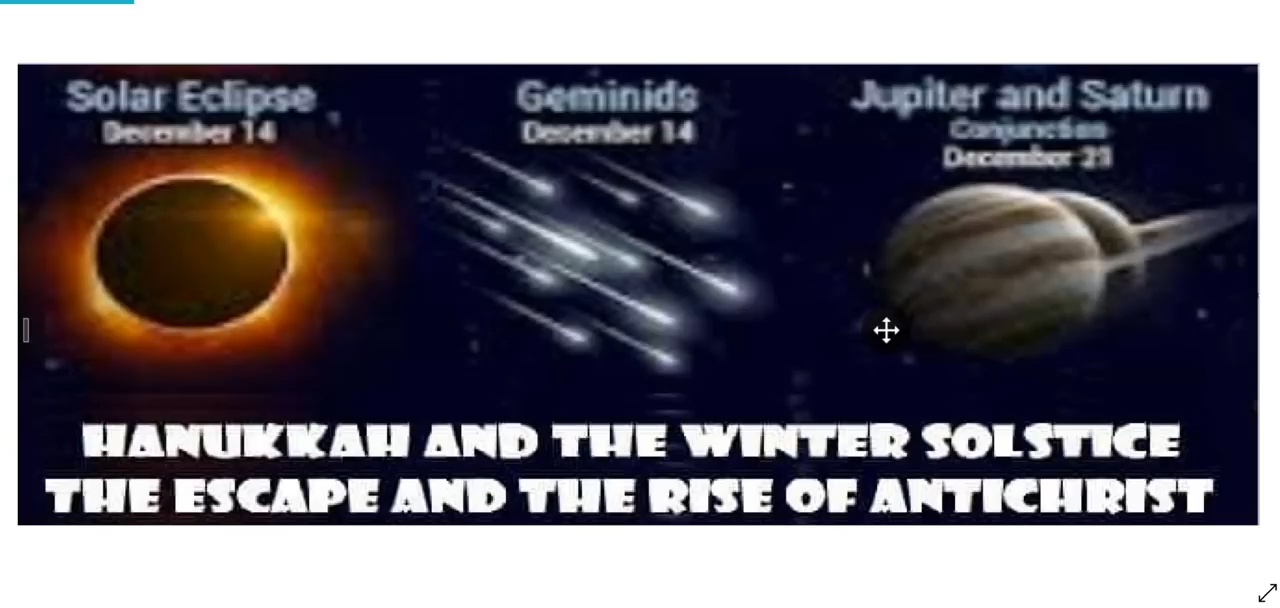 Solar Eclipse
December 14
Geminids
December 14
Jupiter and Saturn
Conjunction
December 21
HANUKKAH AND THE WINTER SOLSTICE
THE ESCAPE AND THE RISE OF ANTICHRIST